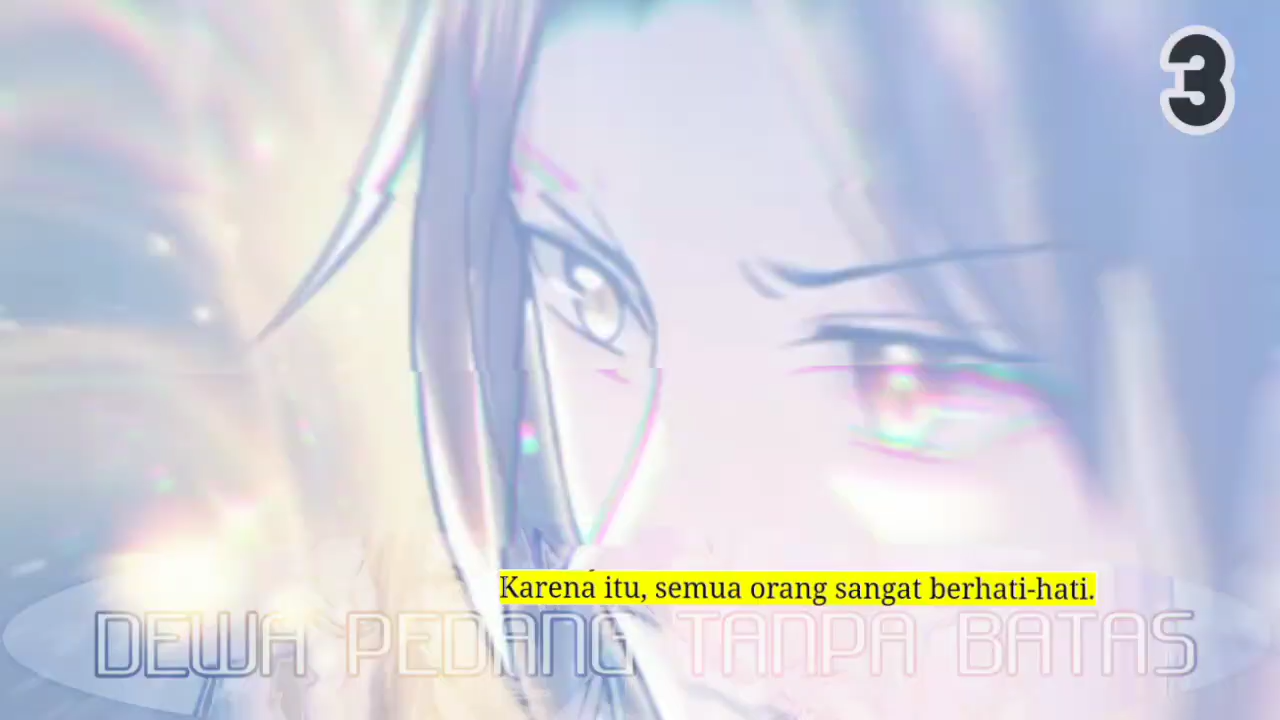 3
Karena itu, semua orang sangat berhati-hati.
DEWA PEDANG TANPA BATAS